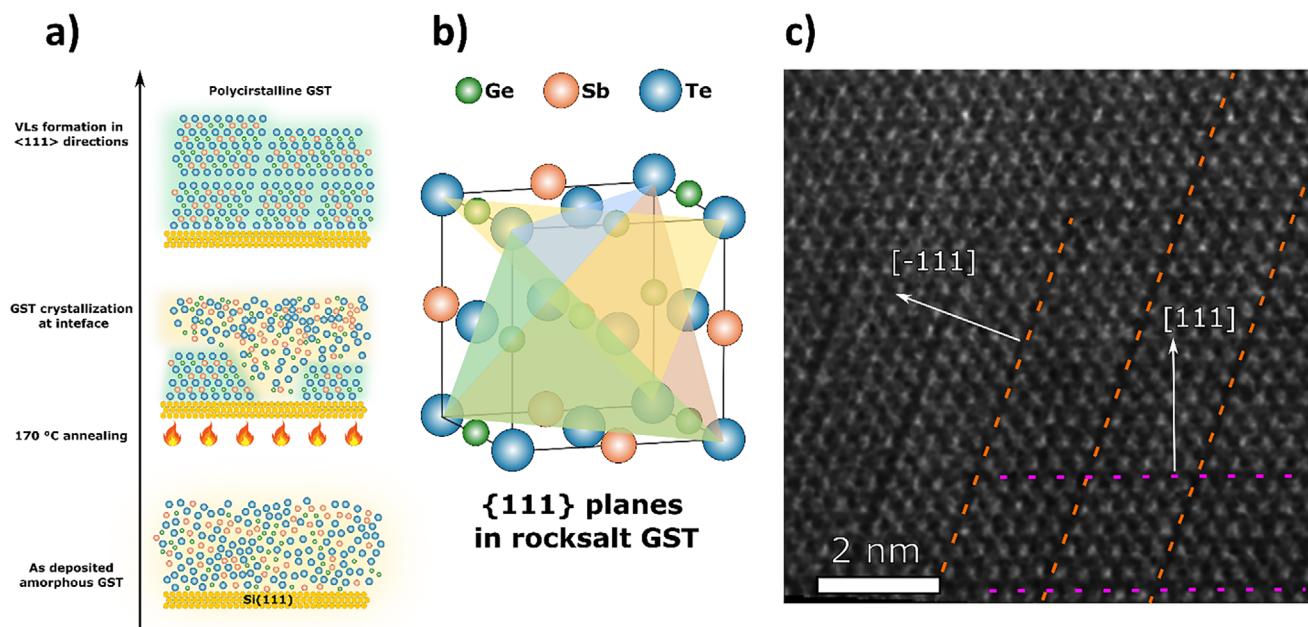 a)
Polycirstalline GST
VLs formation in
<111> directions
GST crystallization
at inteface
170 °C annealing
As deposited
amorphous GST
Si(111)
b)
Ge
Sb
Te
{111} planes
in rocksalt GST
c)
[-111]
[111]
2 nm